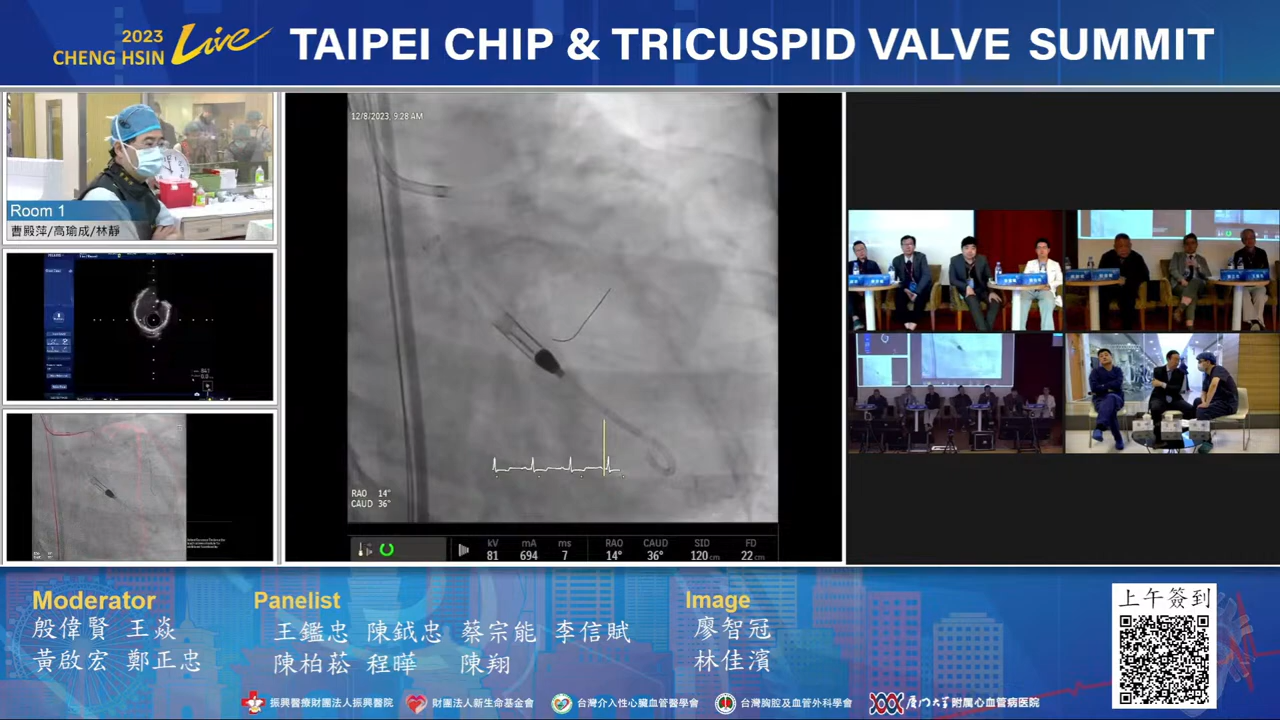 2023
CHENG HSIN
Live
TAIPEI CHIP & TRICUSPID VALVE SUMMIT
Room 1
曹殿萍/高瑜成/林靜
12/8/2023, 9:28 AM
RAO 14°
CAUD 36°
kV mA ms RAO CAUD SID FD
81 694 7 14° 36° 120 cm 22 cm
Moderator
殷偉賢 王焱
黃啟宏 鄭正忠
Panelist
王鑑忠 陳鉞忠 蔡宗能 李信賦
陳柏菘 程曄 陳翔
Image
廖智冠
林佳濱
上午簽到
振興醫療財團法人振興醫院
財團法人新生命基金會
台灣介入性心臟血管醫學會
台灣胸腔及血管外科學會
厦门大学附属心血管病医院